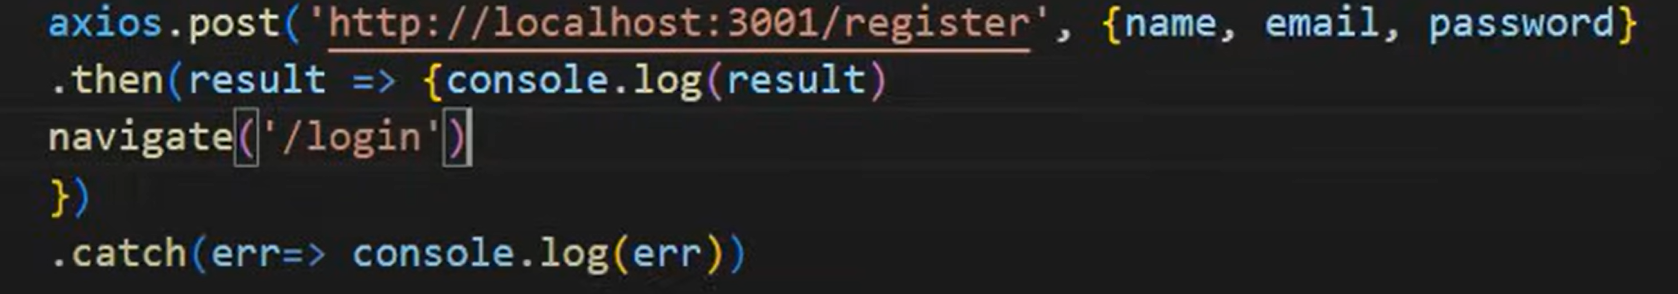 axios.post('http://localhost:3001/register', {name, email, password}
.then(result => {console.log(result)
navigate('/login')
})
.catch(err=> console.log(err))